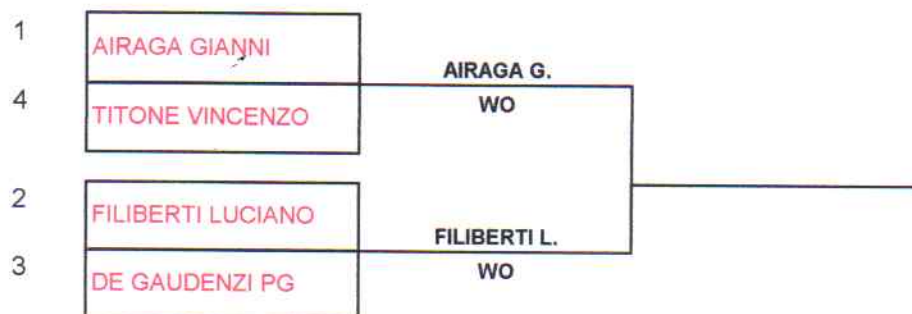 1
AIRAGA GIANNI
AIRAGA G.
WO
4
TITONE VINCENZO
2
FILIBERTI LUCIANO
FILIBERTI L.
WO
3
DE GAUDENZI PG